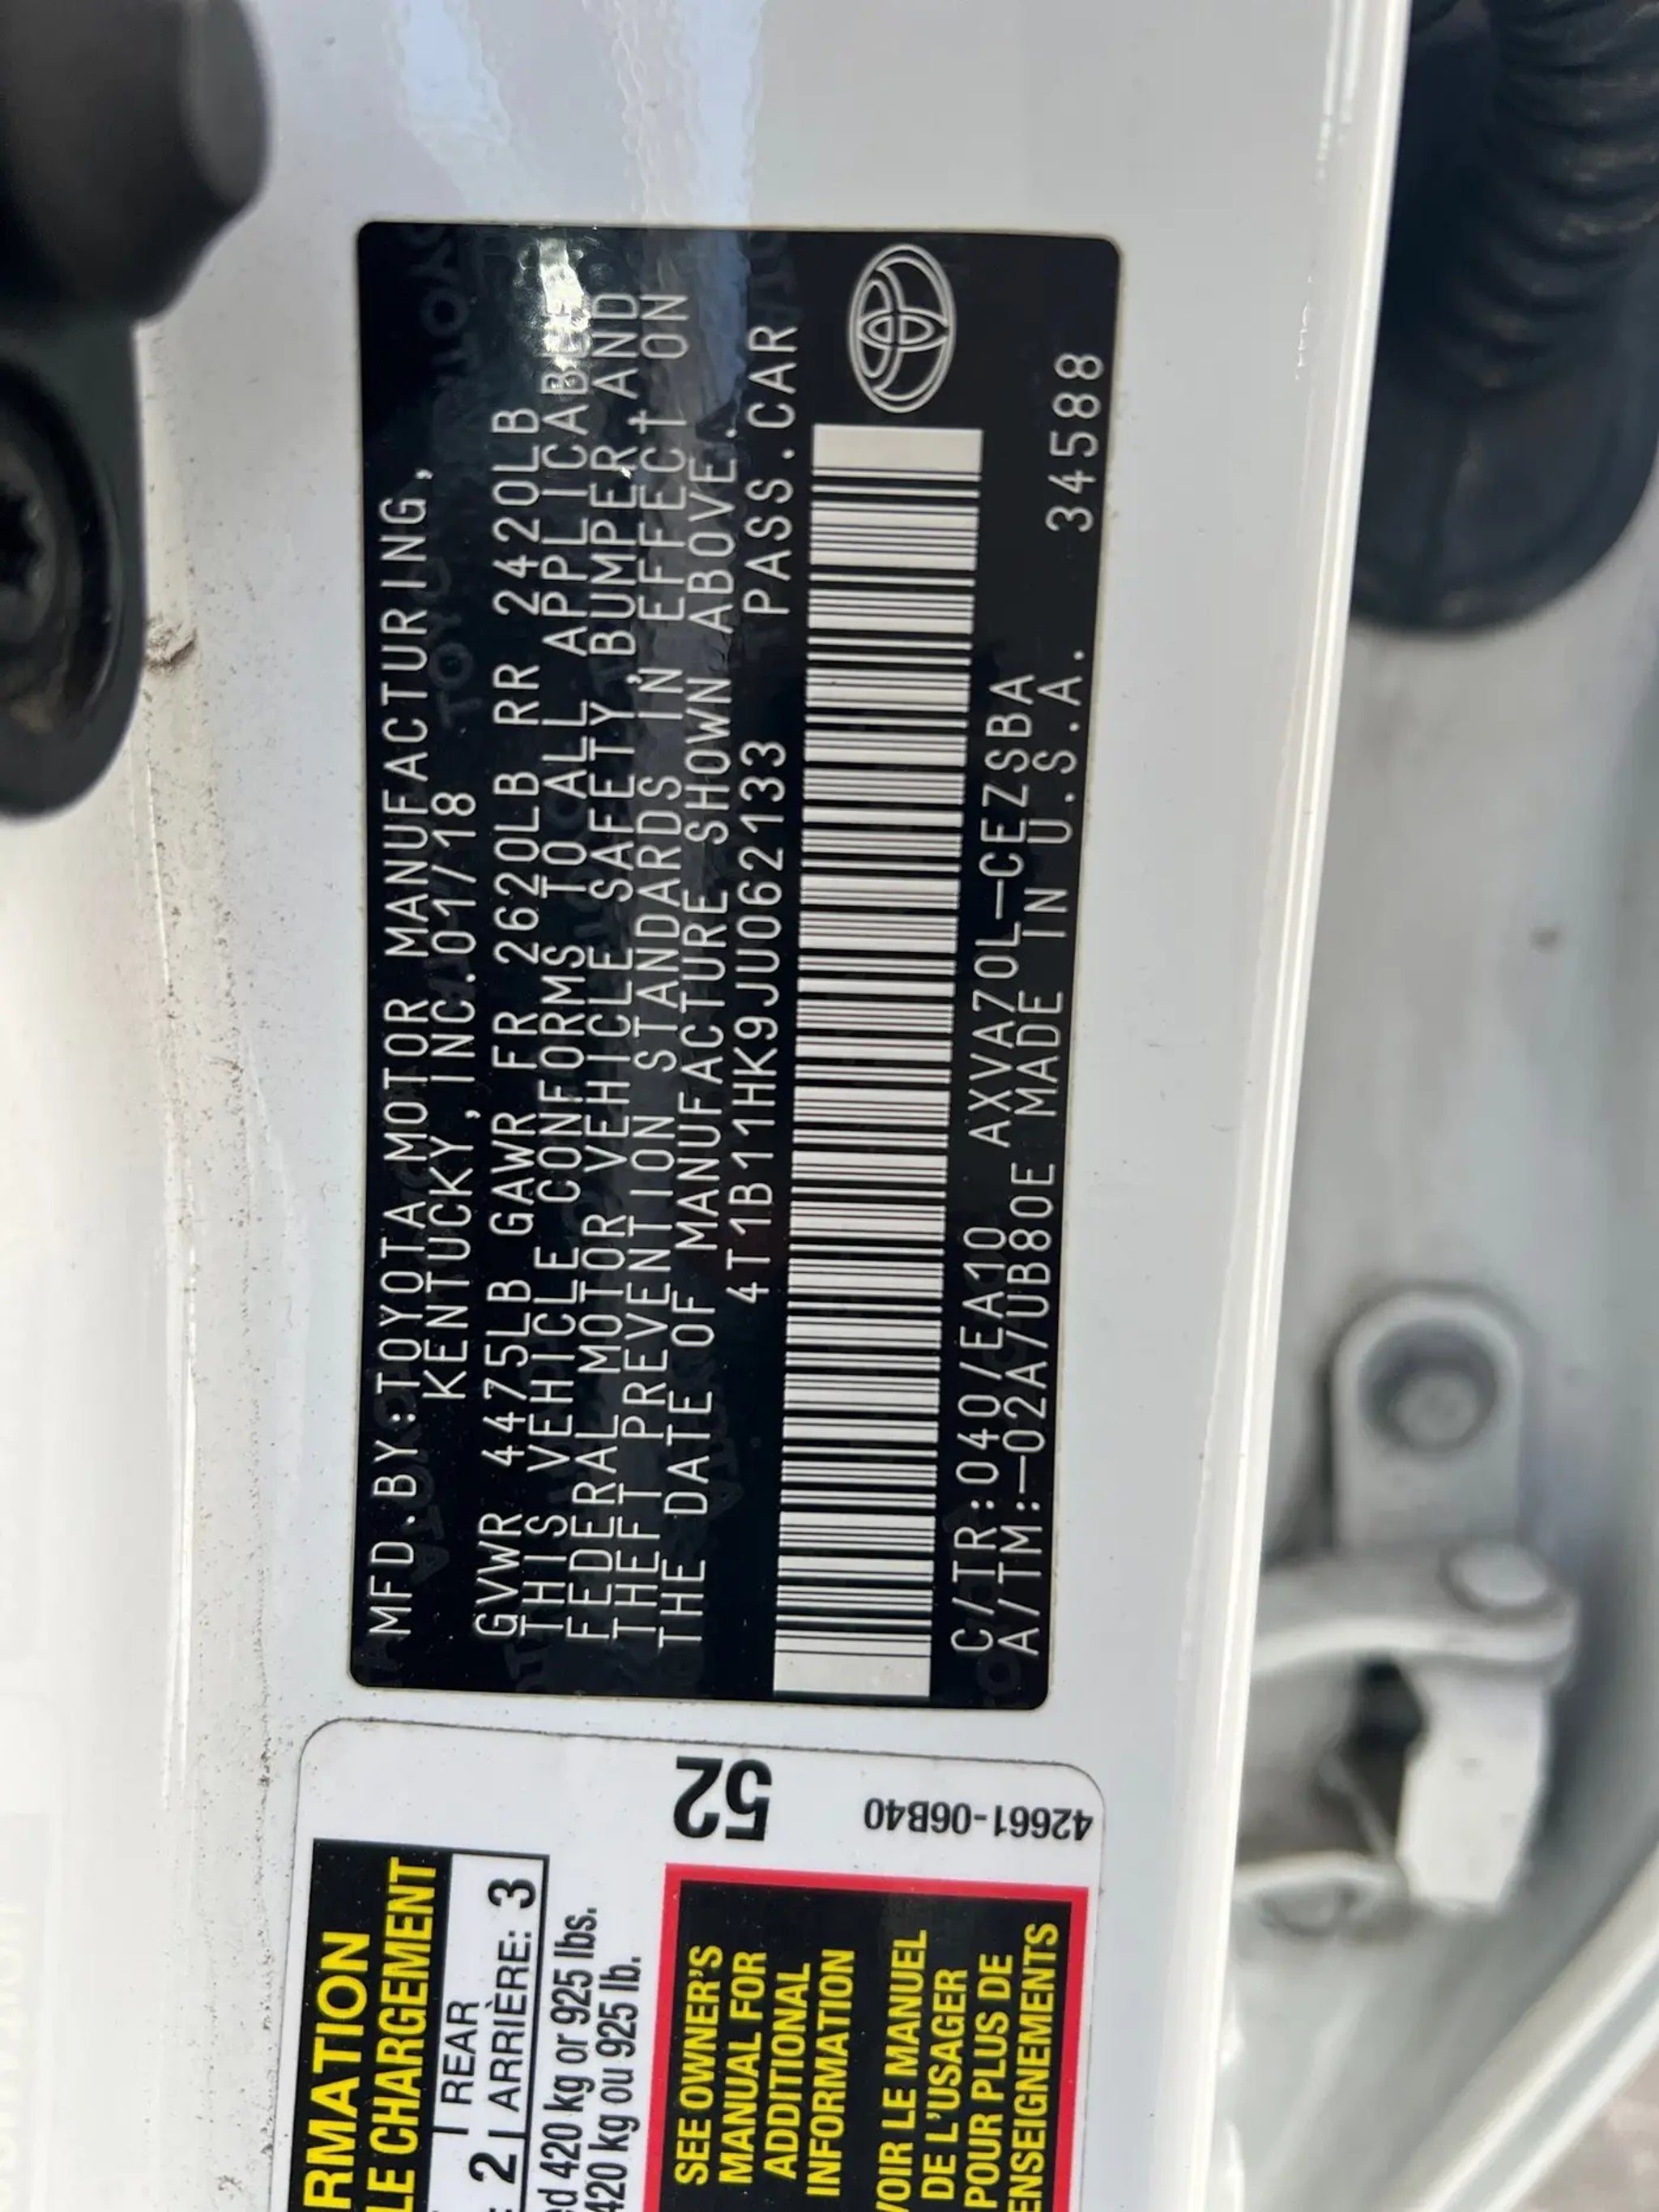 MFD.BY:TOYOTA MOTOR MANUFACTURING,
KENTUCKY, INC.01/18
GVWR 4475LB GAWR FR 2620LB RR 2420LB
THIS VEHICLE CONFORMS TO ALL APPLICABLE
FEDERAL MOTOR VEHICLE SAFETY,BUMPER,AND
THEFT PREVENTION STANDARDS IN EFFECT ON
THE DATE OF MANUFACTURE SHOWN ABOVE.
4T1B11HK9JU062133 PASS.CAR
C/TR:040/EA10 AXVA70L-CEZSBA
A/TM:-02A/UB80E MADE IN U.S.A. 34588
52
42661-06B40
CHARGEMENT
REAR
2 ARRIÈRE: 3
420 kg or 925 lbs.
420 kg ou 925 lb.
SEE OWNER'S
MANUAL FOR
ADDITIONAL
INFORMATION
VOIR LE MANUEL
DE L'USAGER
POUR PLUS DE